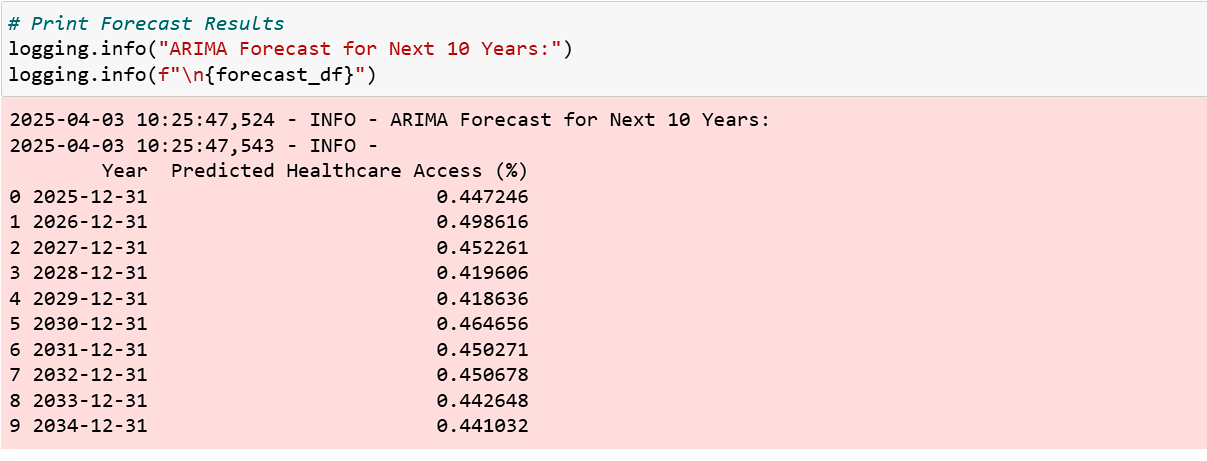 # Print Forecast Results
logging.info("ARIMA Forecast for Next 10 Years:")
logging.info(f"\n{forecast_df}")
2025-04-03 10:25:47,524 - INFO - ARIMA Forecast for Next 10 Years:
2025-04-03 10:25:47,543 - INFO -
        Year  Predicted Healthcare Access (%)
0 2025-12-31                         0.447246
1 2026-12-31                         0.498616
2 2027-12-31                         0.452261
3 2028-12-31                         0.419606
4 2029-12-31                         0.418636
5 2030-12-31                         0.464656
6 2031-12-31                         0.450271
7 2032-12-31                         0.450678
8 2033-12-31                         0.442648
9 2034-12-31                         0.441032